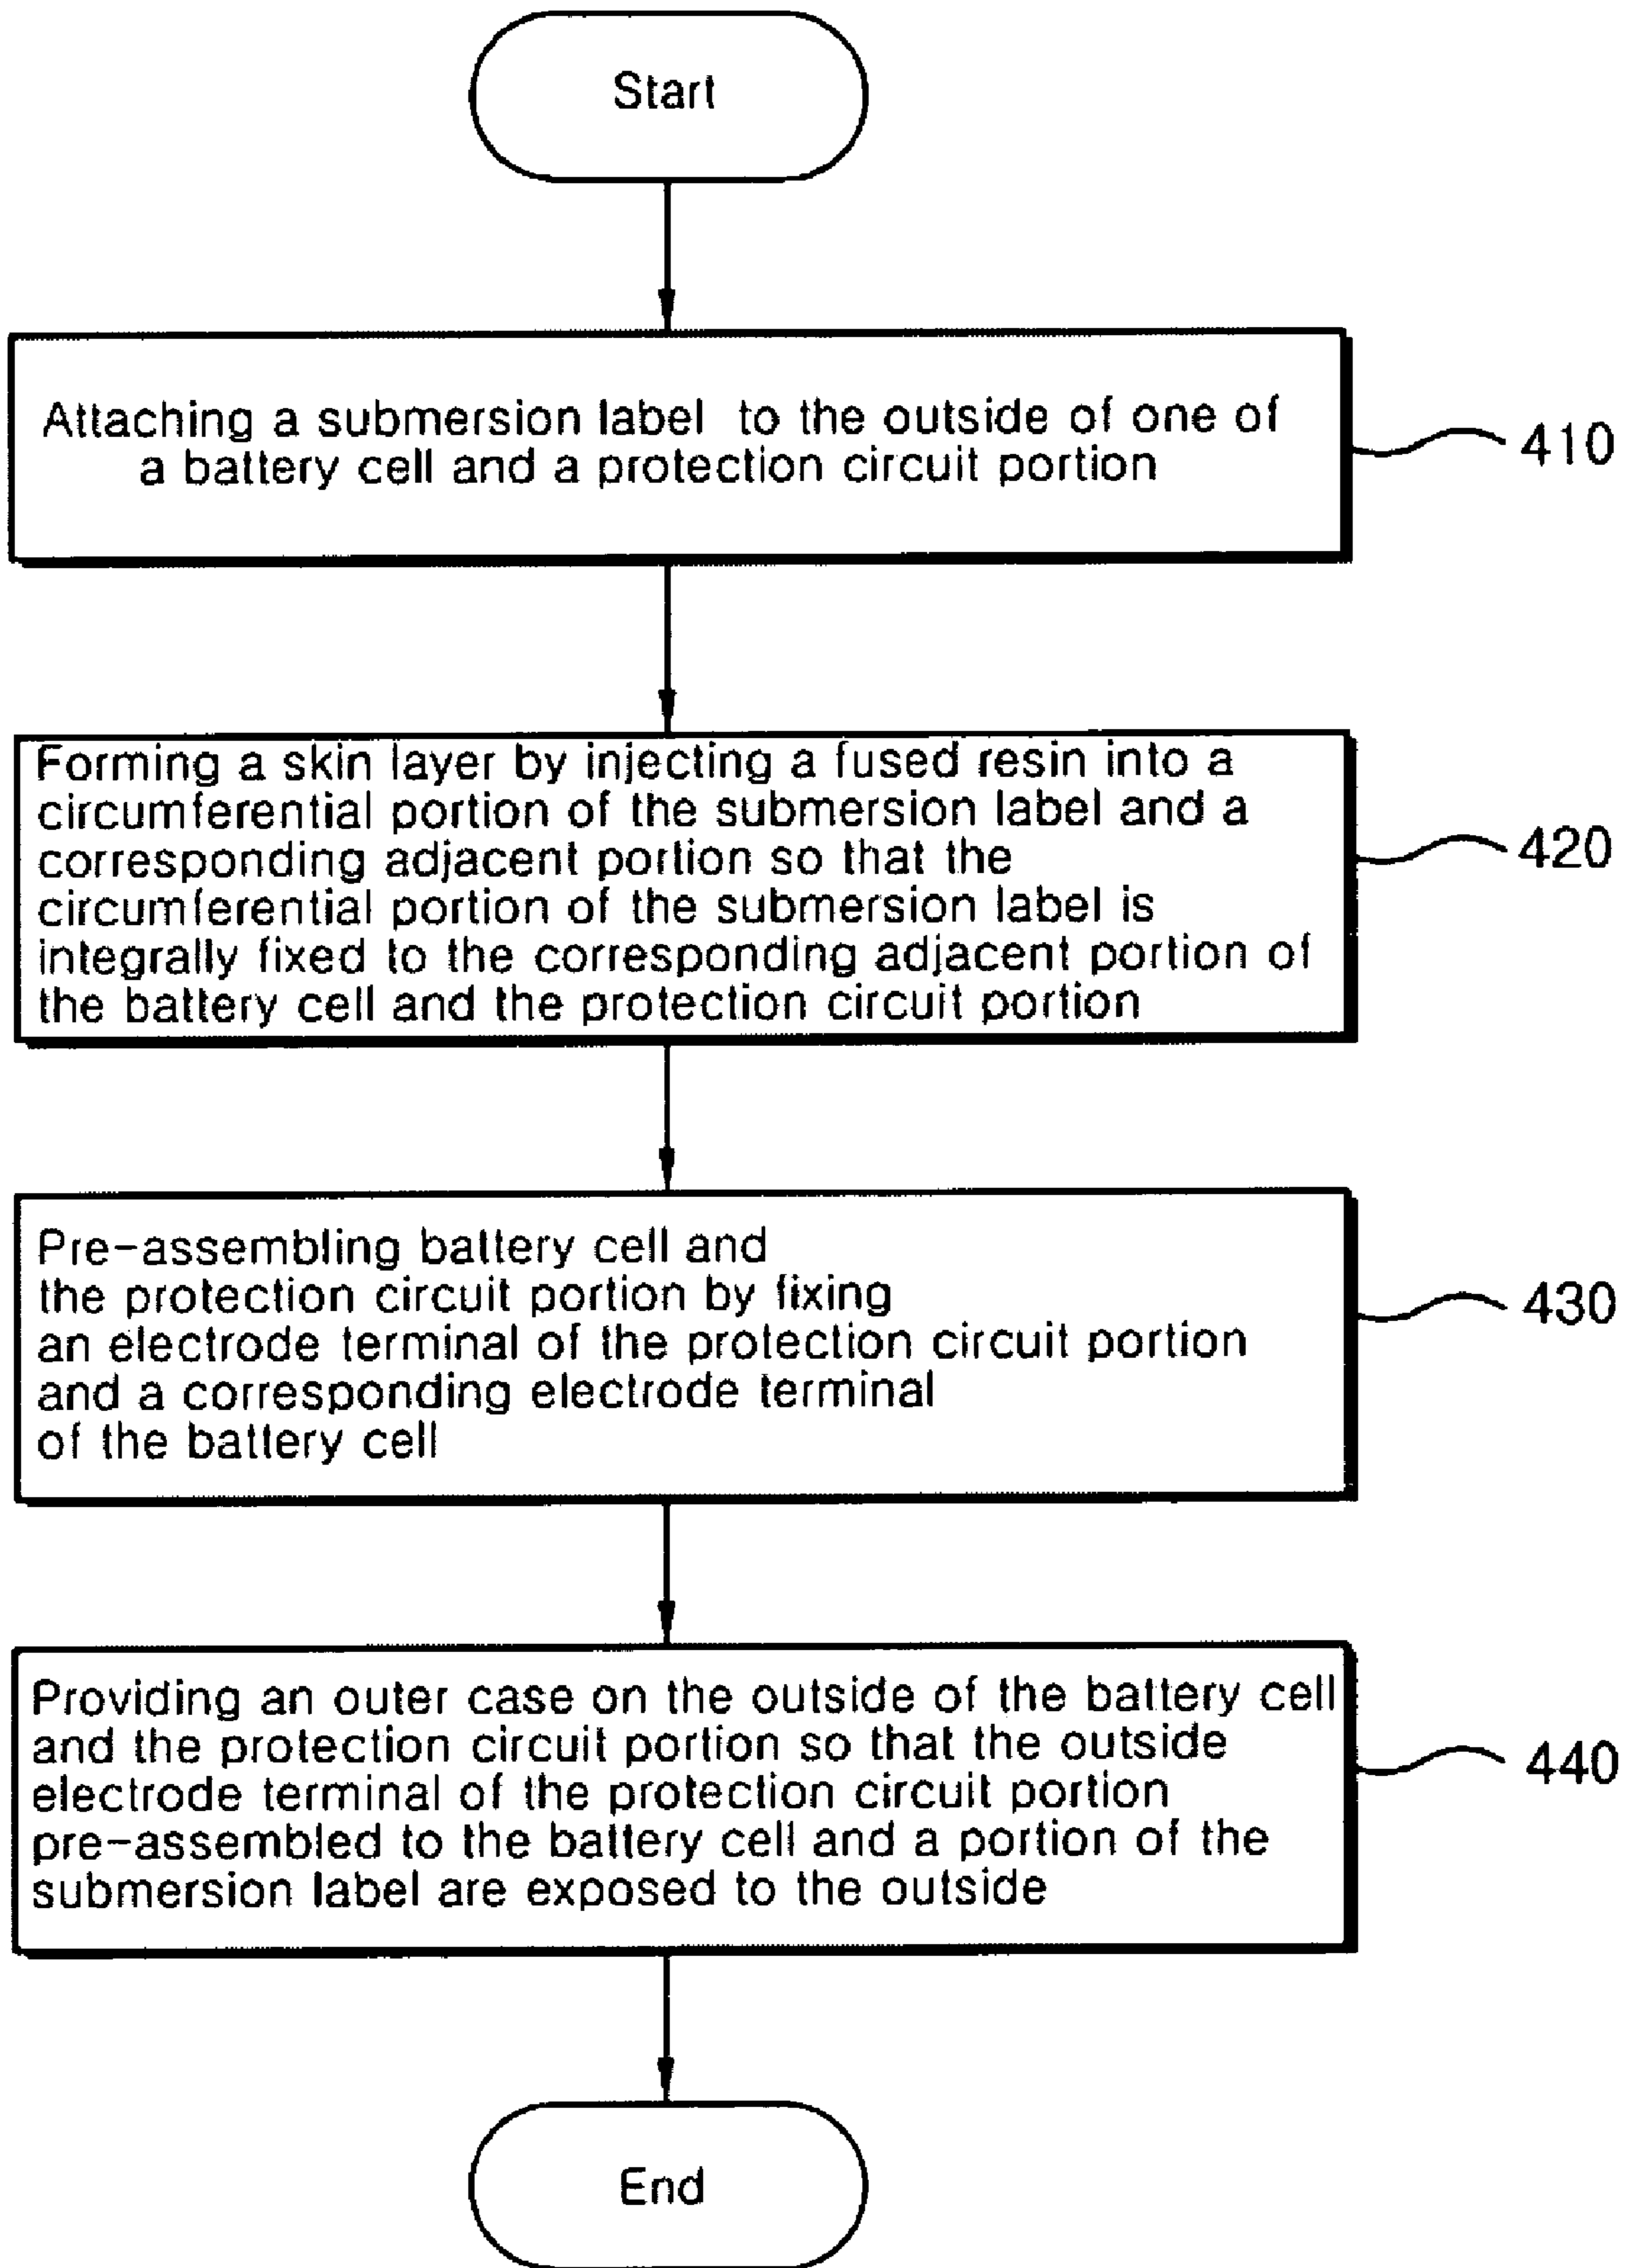 Start
Attaching a submersion label to the outside of one of
a battery cell and a protection circuit portion
410
Forming a skin layer by injecting a fused resin into a
circumferential portion of the submersion label and a
corresponding adjacent portion so that the
circumferential portion of the submersion label is
integrally fixed to the corresponding adjacent portion of
the battery cell and the protection circuit portion
420
Pre-assembling battery cell and
the protection circuit portion by fixing
an electrode terminal of the protection circuit portion
and a corresponding electrode terminal
of the battery cell
430
Providing an outer case on the outside of the battery cell
and the protection circuit portion so that the outside
electrode terminal of the protection circuit portion
pre-assembled to the battery cell and a portion of the
submersion label are exposed to the outside
440
End